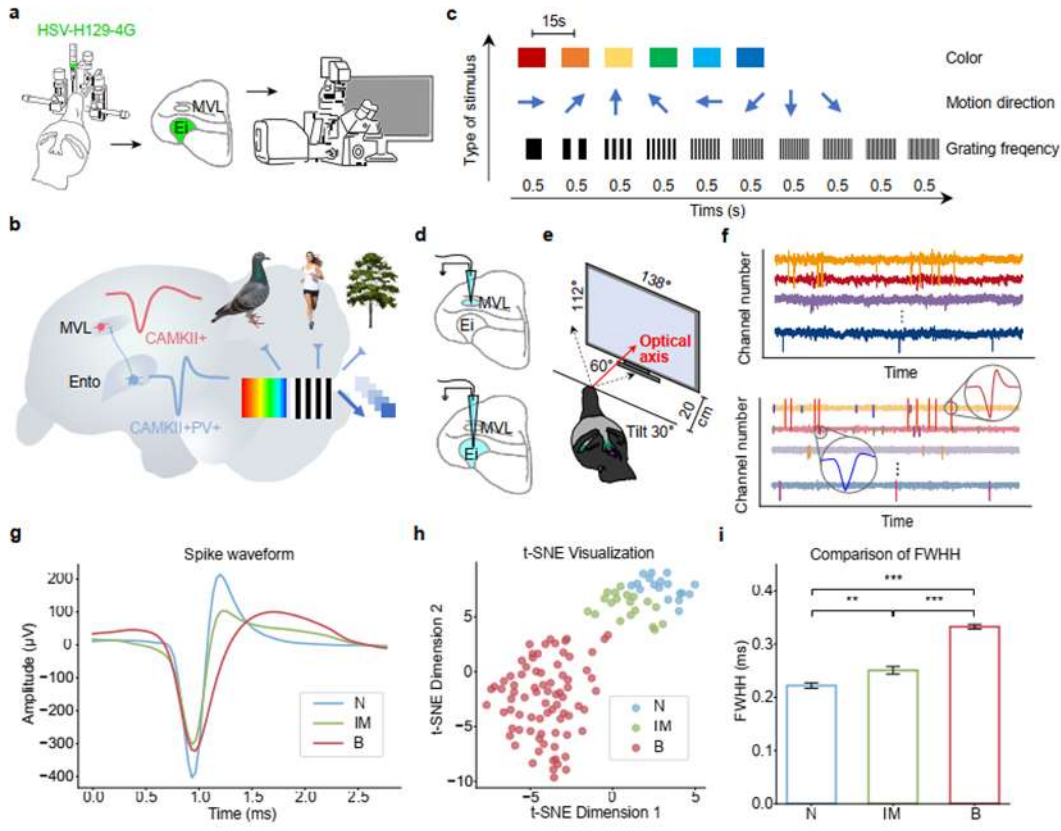 a
HSV-H129-4G
MVL
Ei
c
15s
Type of stimulus
Color
Motion direction
Grating freqency
0.5 0.5 0.5 0.5 0.5 0.5 0.5 0.5 0.5 0.5
Tims (s)
b
MVL
CAMKII+
Ento
CAMKII+PV+
d
MVL
Ei
MVL
Ei
e
138°
112°
Optical
axis
60°
20
cm
Tilt 30°
f
Channel number
Time
Channel number
Time
g
Spike waveform
Amplitude (μV)
200
100
0
−100
−200
−300
−400
N
IM
B
0.0 0.5 1.0 1.5 2.0 2.5
Time (ms)
h
t-SNE Visualization
t-SNE Dimension 2
5
0
−5
−10
N
IM
B
−5 0 5
t-SNE Dimension 1
i
Comparison of FWHH
FWHH (ms)
0.4
0.3
0.2
0.1
0.0
***
** ***
N IM B